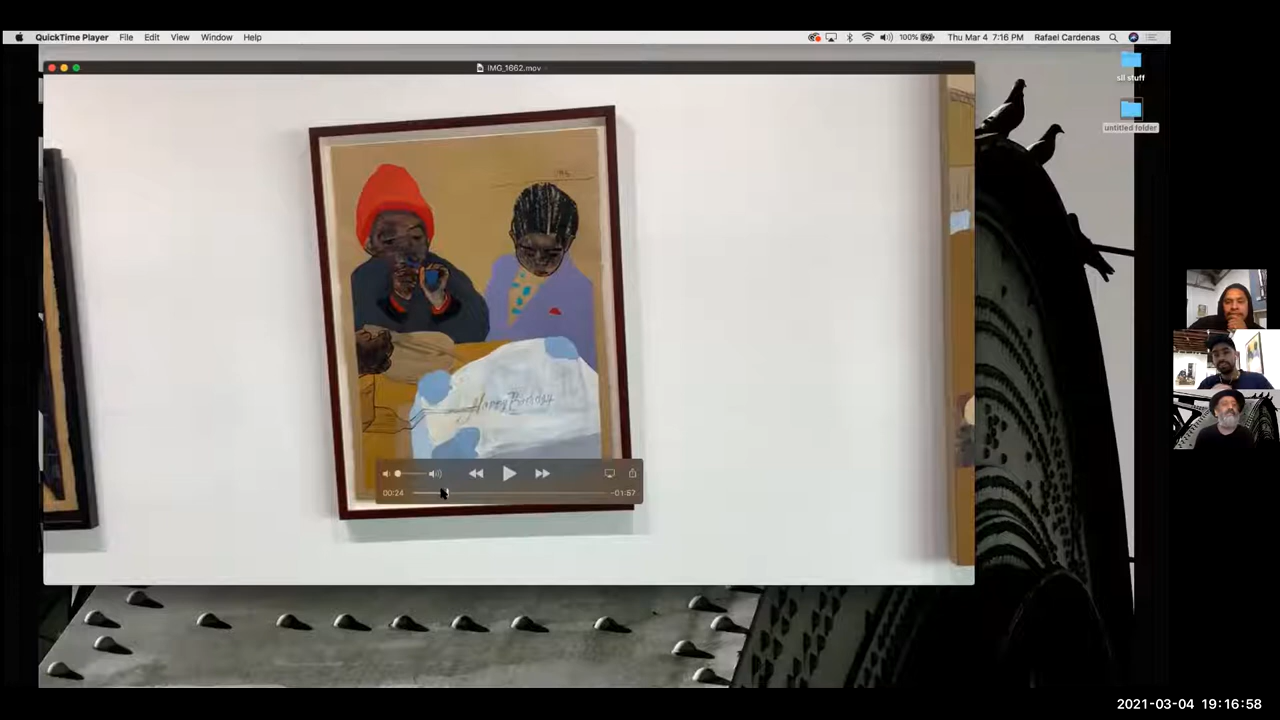 QuickTime Player File Edit View Window Help 100% Thu Mar 4 7:16 PM Rafael Cardenas
IMG_1662.mov
sll stuff
untitled folder
Happy Birthday
00:24 -01:57
2021-03-04 19:16:58